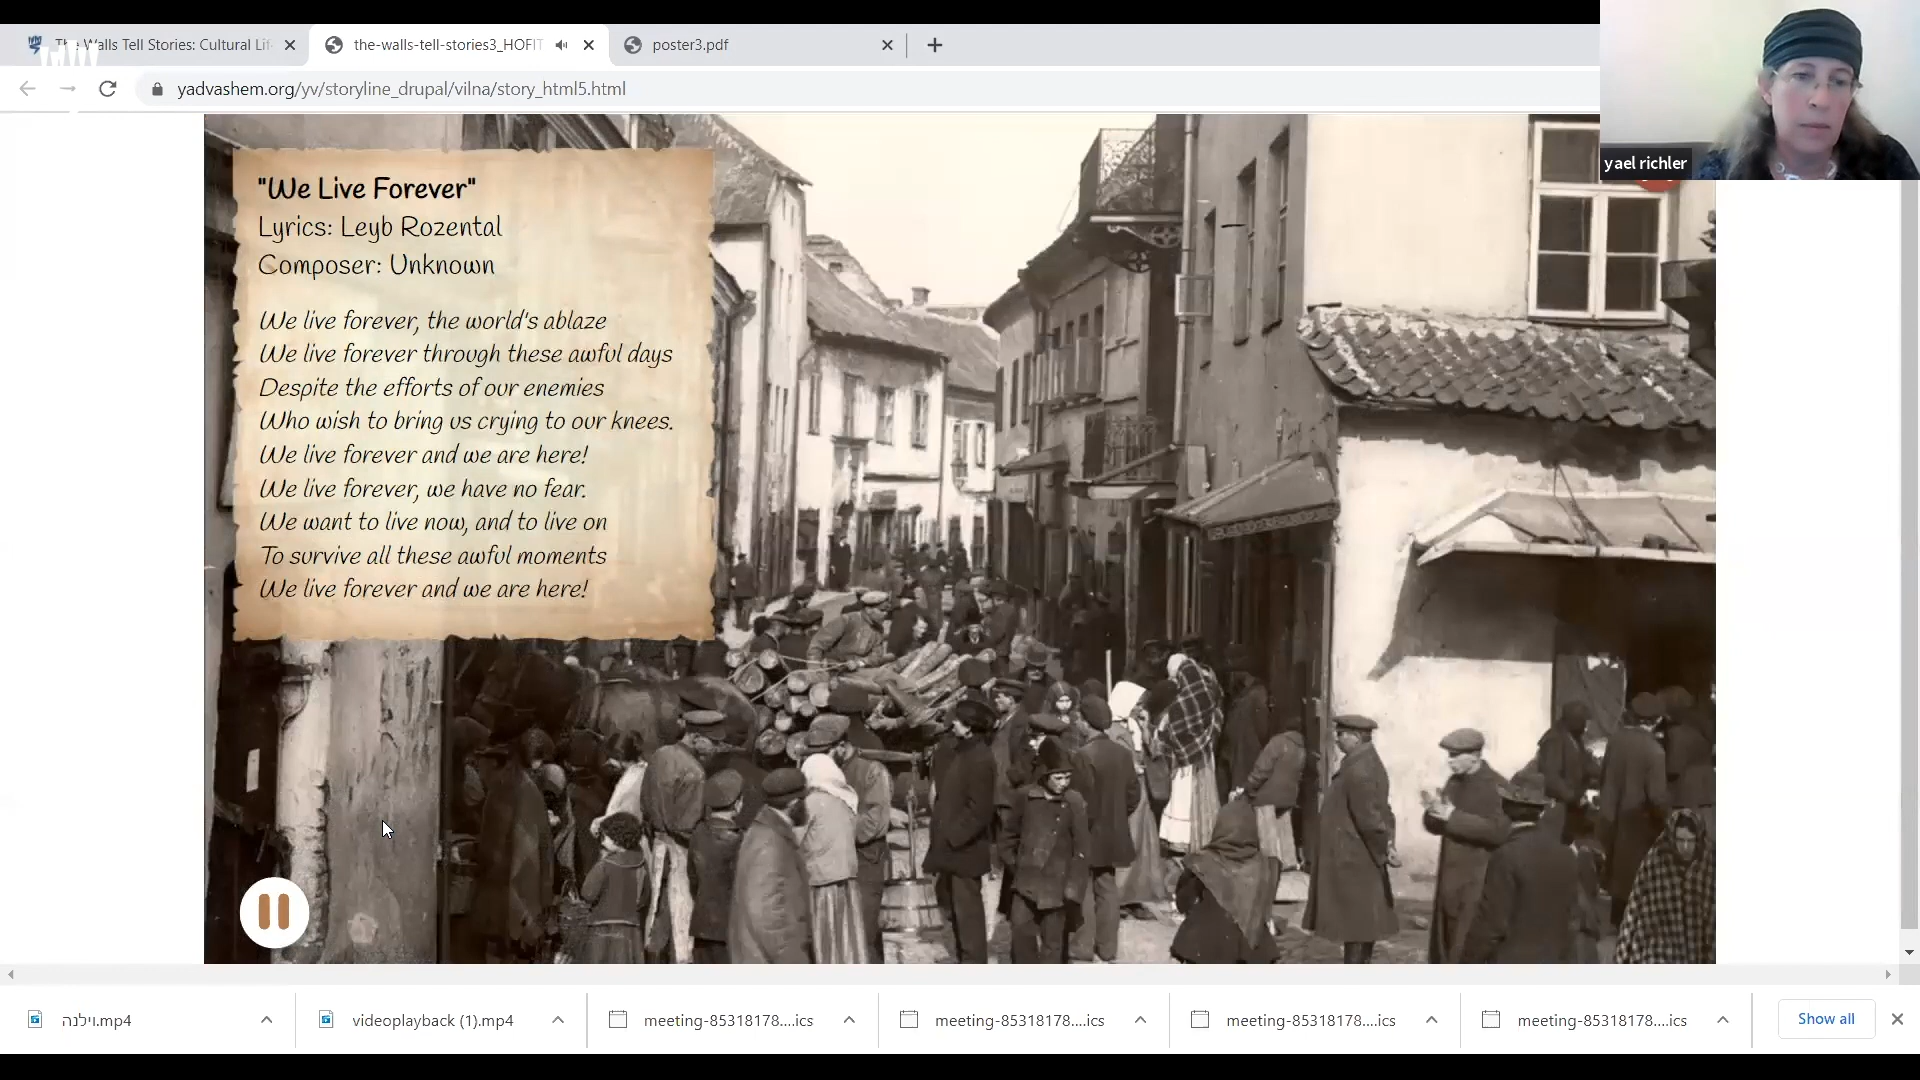 The Walls Tell Stories: Cultural Lif
the-walls-tell-stories3_HOFIT
poster3.pdf
yadvashem.org/yv/storyline_drupal/vilna/story_html5.html
yael richler
"We Live Forever"
Lyrics: Leyb Rozental
Composer: Unknown
We live forever, the world's ablaze
We live forever through these awful days
Despite the efforts of our enemies
Who wish to bring us crying to our knees.
We live forever and we are here!
We live forever, we have no fear.
We want to live now, and to live on
To survive all these awful moments
We live forever and we are here!
וילנה.mp4
videoplayback (1).mp4
meeting-85318178....ics
meeting-85318178....ics
meeting-85318178....ics
meeting-85318178....ics
Show all